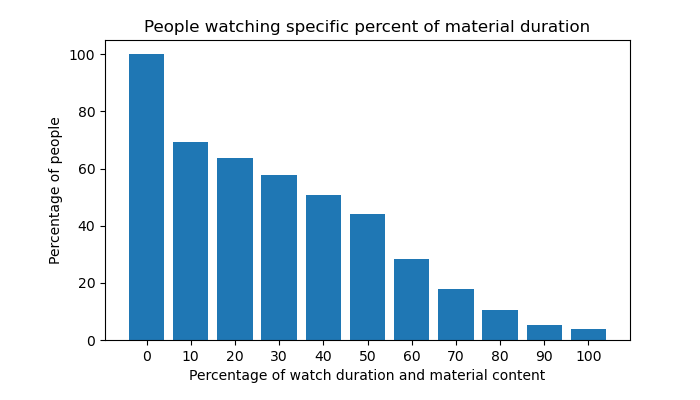 People watching specific percent of material duration
100
80
60
40
20
0
Percentage of people
0 10 20 30 40 50 60 70 80 90 100
Percentage of watch duration and material content